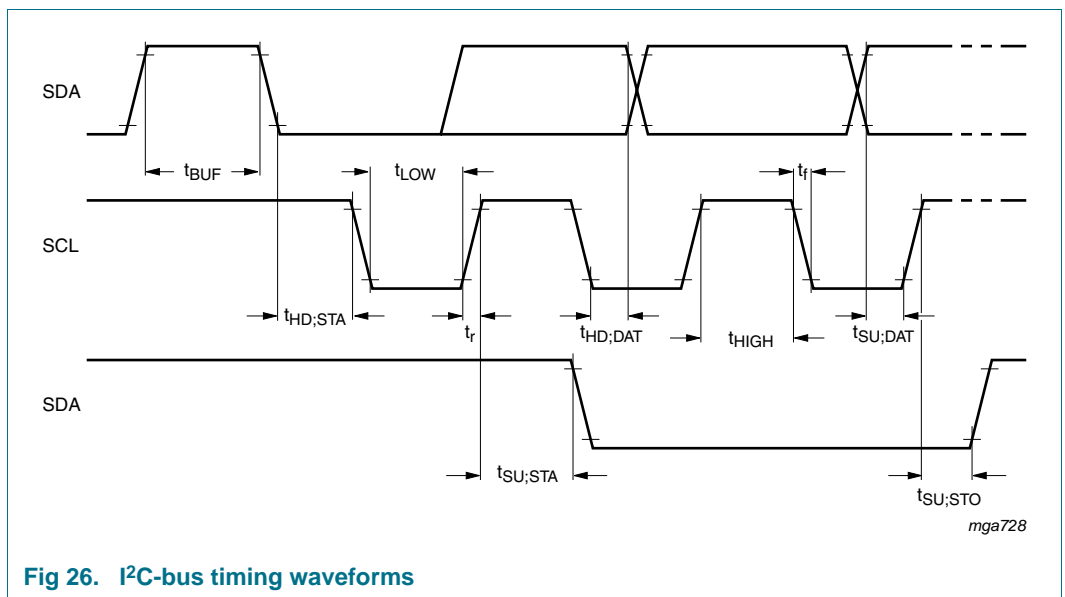 SDA
tBUF
tLOW
tf
SCL
tHD;STA
tr
tHD;DAT
tHIGH
tSU;DAT
SDA
tSU;STA
tSU;STO
mga728
Fig 26. I2C-bus timing waveforms